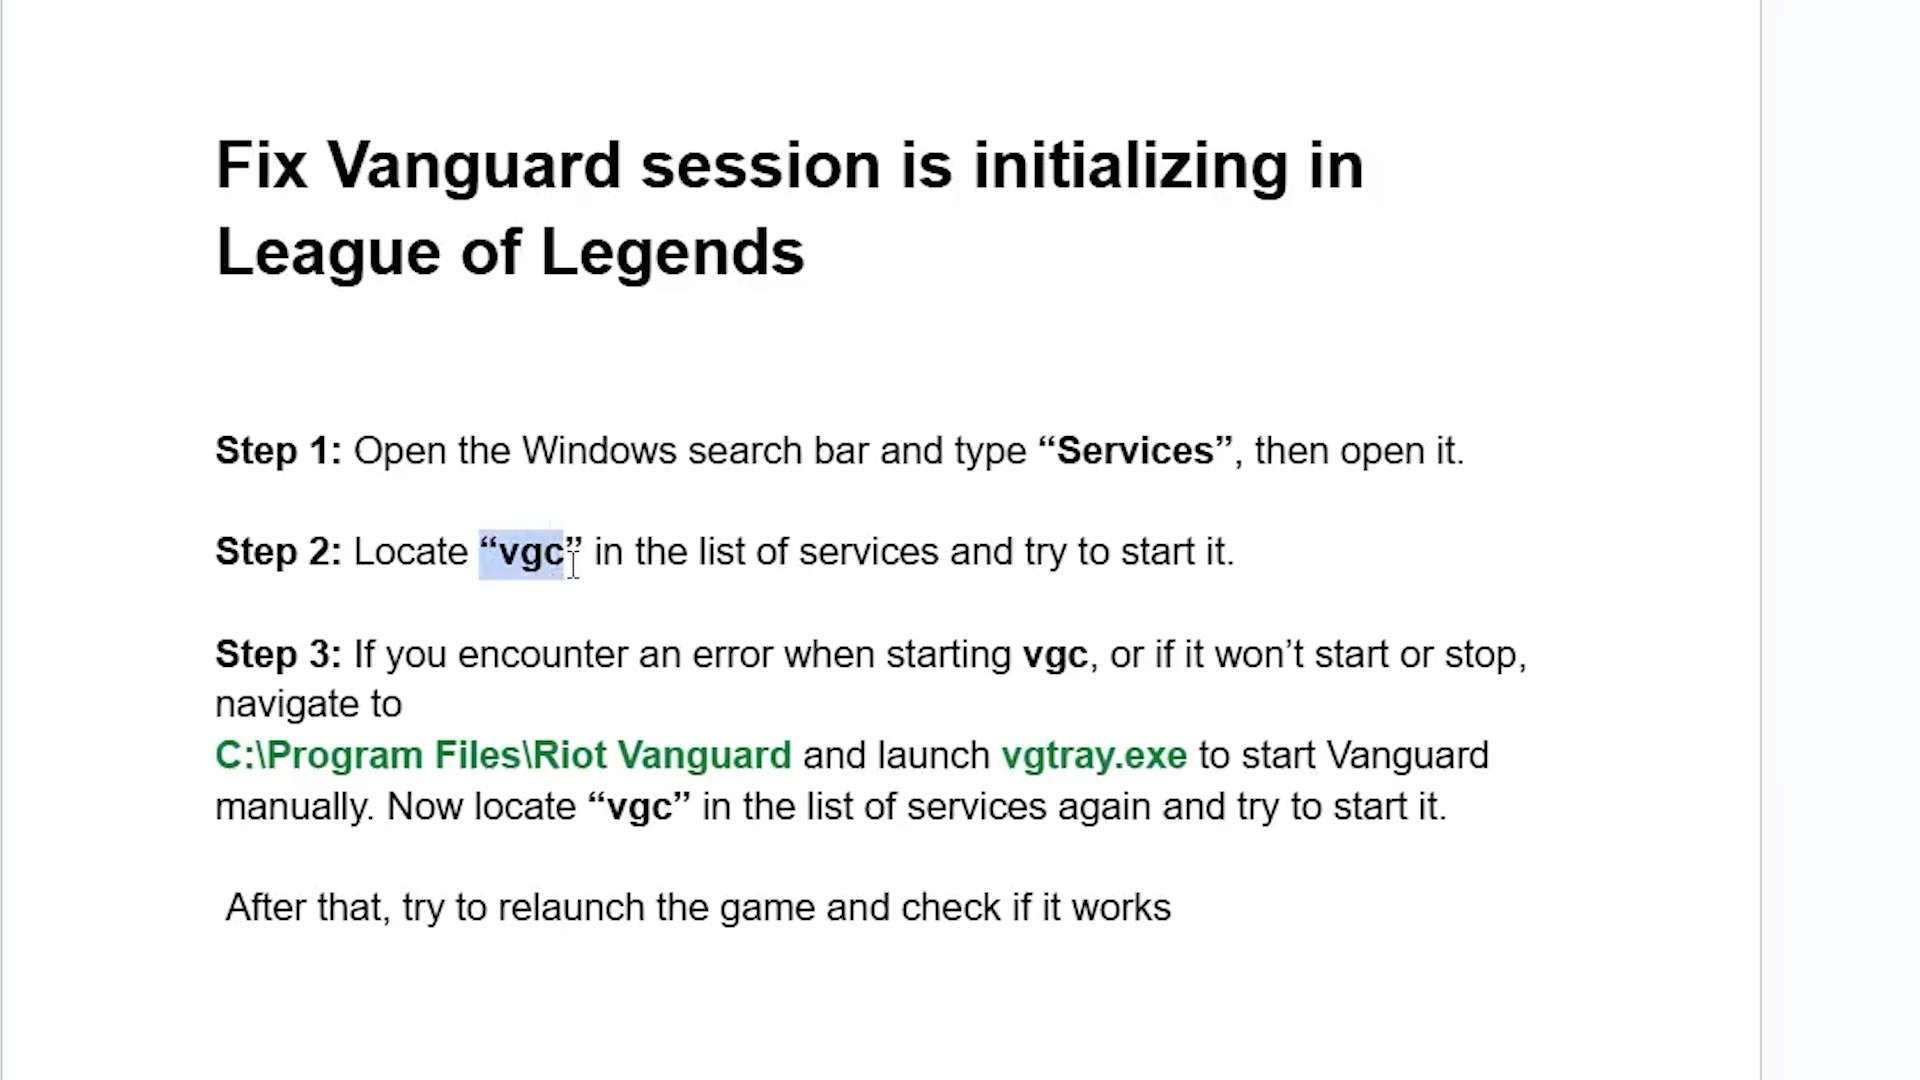 Fix Vanguard session is initializing in
League of Legends
Step 1: Open the Windows search bar and type “Services”, then open it.
Step 2: Locate “vgc” in the list of services and try to start it.
Step 3: If you encounter an error when starting vgc, or if it won’t start or stop,
navigate to
C:\Program Files\Riot Vanguard and launch vgtray.exe to start Vanguard
manually. Now locate “vgc” in the list of services again and try to start it.
After that, try to relaunch the game and check if it works